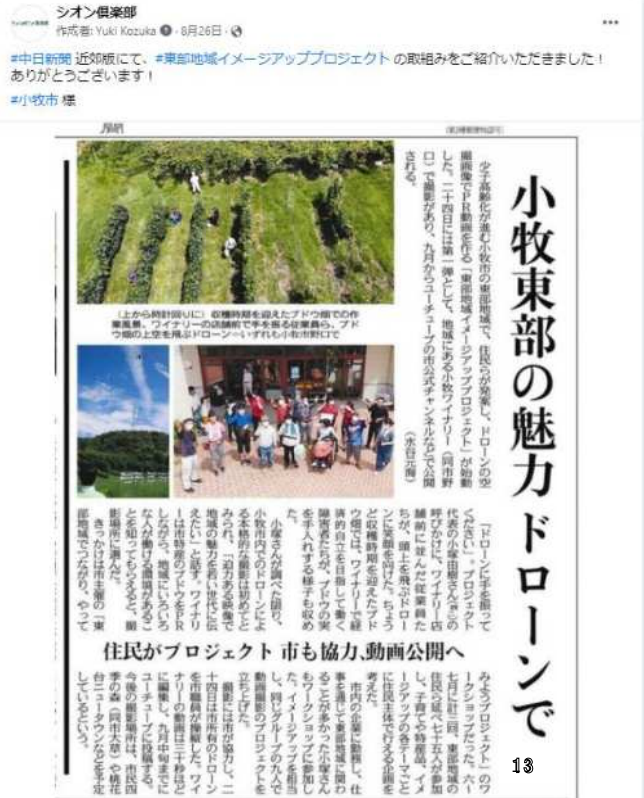 シオン倶楽部
作成者: Yuki Kozuka · 8月26日 ·
#中日新聞 近郊版にて、#東部地域イメージアッププロジェクト の取組みをご紹介いただきました！
ありがとうございます！
#小牧市 様
小牧東部の魅力ドローンで
少子高齢化が進む小牧市の東部地域で、住民らが発案し、ドローンの空
撮画像でPR動画を作る「東部地域イメージアッププロジェクト」が始動
した。二十四日には第一弾として、地域にある小牧ワイナリー（同市野
口）で撮影があり、九月からユーチューブの市公式チャンネルなどで公開
される。
（上から時計回りに）収穫時期を迎えたブドウ畑での作
業風景、ワイナリーの店舗前で手を振る従業員ら、ブド
ウ畑の上空を飛ぶドローン＝いずれも小牧市野口で
「ドローンに手を振って
ください」。プロジェクト
代表の小塚由樹さん
の
呼びかけに、ワイナリー店
舗前に並んだ従業員た
ちが、頭上を飛ぶドロー
ンに笑顔を向けた。ちょう
ど収穫時期を迎えたブド
ウ畑では、ワイナリーで経
済的自立を目指して働く
障害者たちが、ブドウの実
を手入れする様子も収め
た。
小塚さんが調べた限り、
小牧市内でのドローンによ
る本格的な撮影は初めてと
みられ、「迫力ある映像で
地域の魅力を若い世代に伝
えたい」と話す。ワイナリ
ーは市特産のブドウをPR
しながら、地域にいろいろ
な人が働ける環境があるこ
とを知ってもらえると、撮
影場所に選んだ。
きっかけは市主催の「東
部地域でつながり、やって
住民がプロジェクト 市も協力、動画公開へ
みようプロジェクト」のワ
ークショップだった。六～
七月に計三回、東部地域の
住民ら延べ七十五人が参加
し、子育てや特産品、イメ
ージアップの各テーマごと
に住民主体で行える企画を
考えた。
市内の企業に勤務し、仕
事を通じて東部地域に関わ
ることが多かった小塚さん
もワークショップに参加し
た。イメージアップを担当
し、同じグループの九人で
動画撮影のプロジェクトを
立ち上げた。
撮影には市が協力し、二
十四日は市所有のドローン
を市職員が操縦した。ワイ
ナリーの動画は三十秒ほど
に編集し、九月中旬までに
ユーチューブに投稿する。
今後の撮影場所は、市民四
季の森（同市大草）や桃花
台ニュータウンなどを予定
しているという。
13